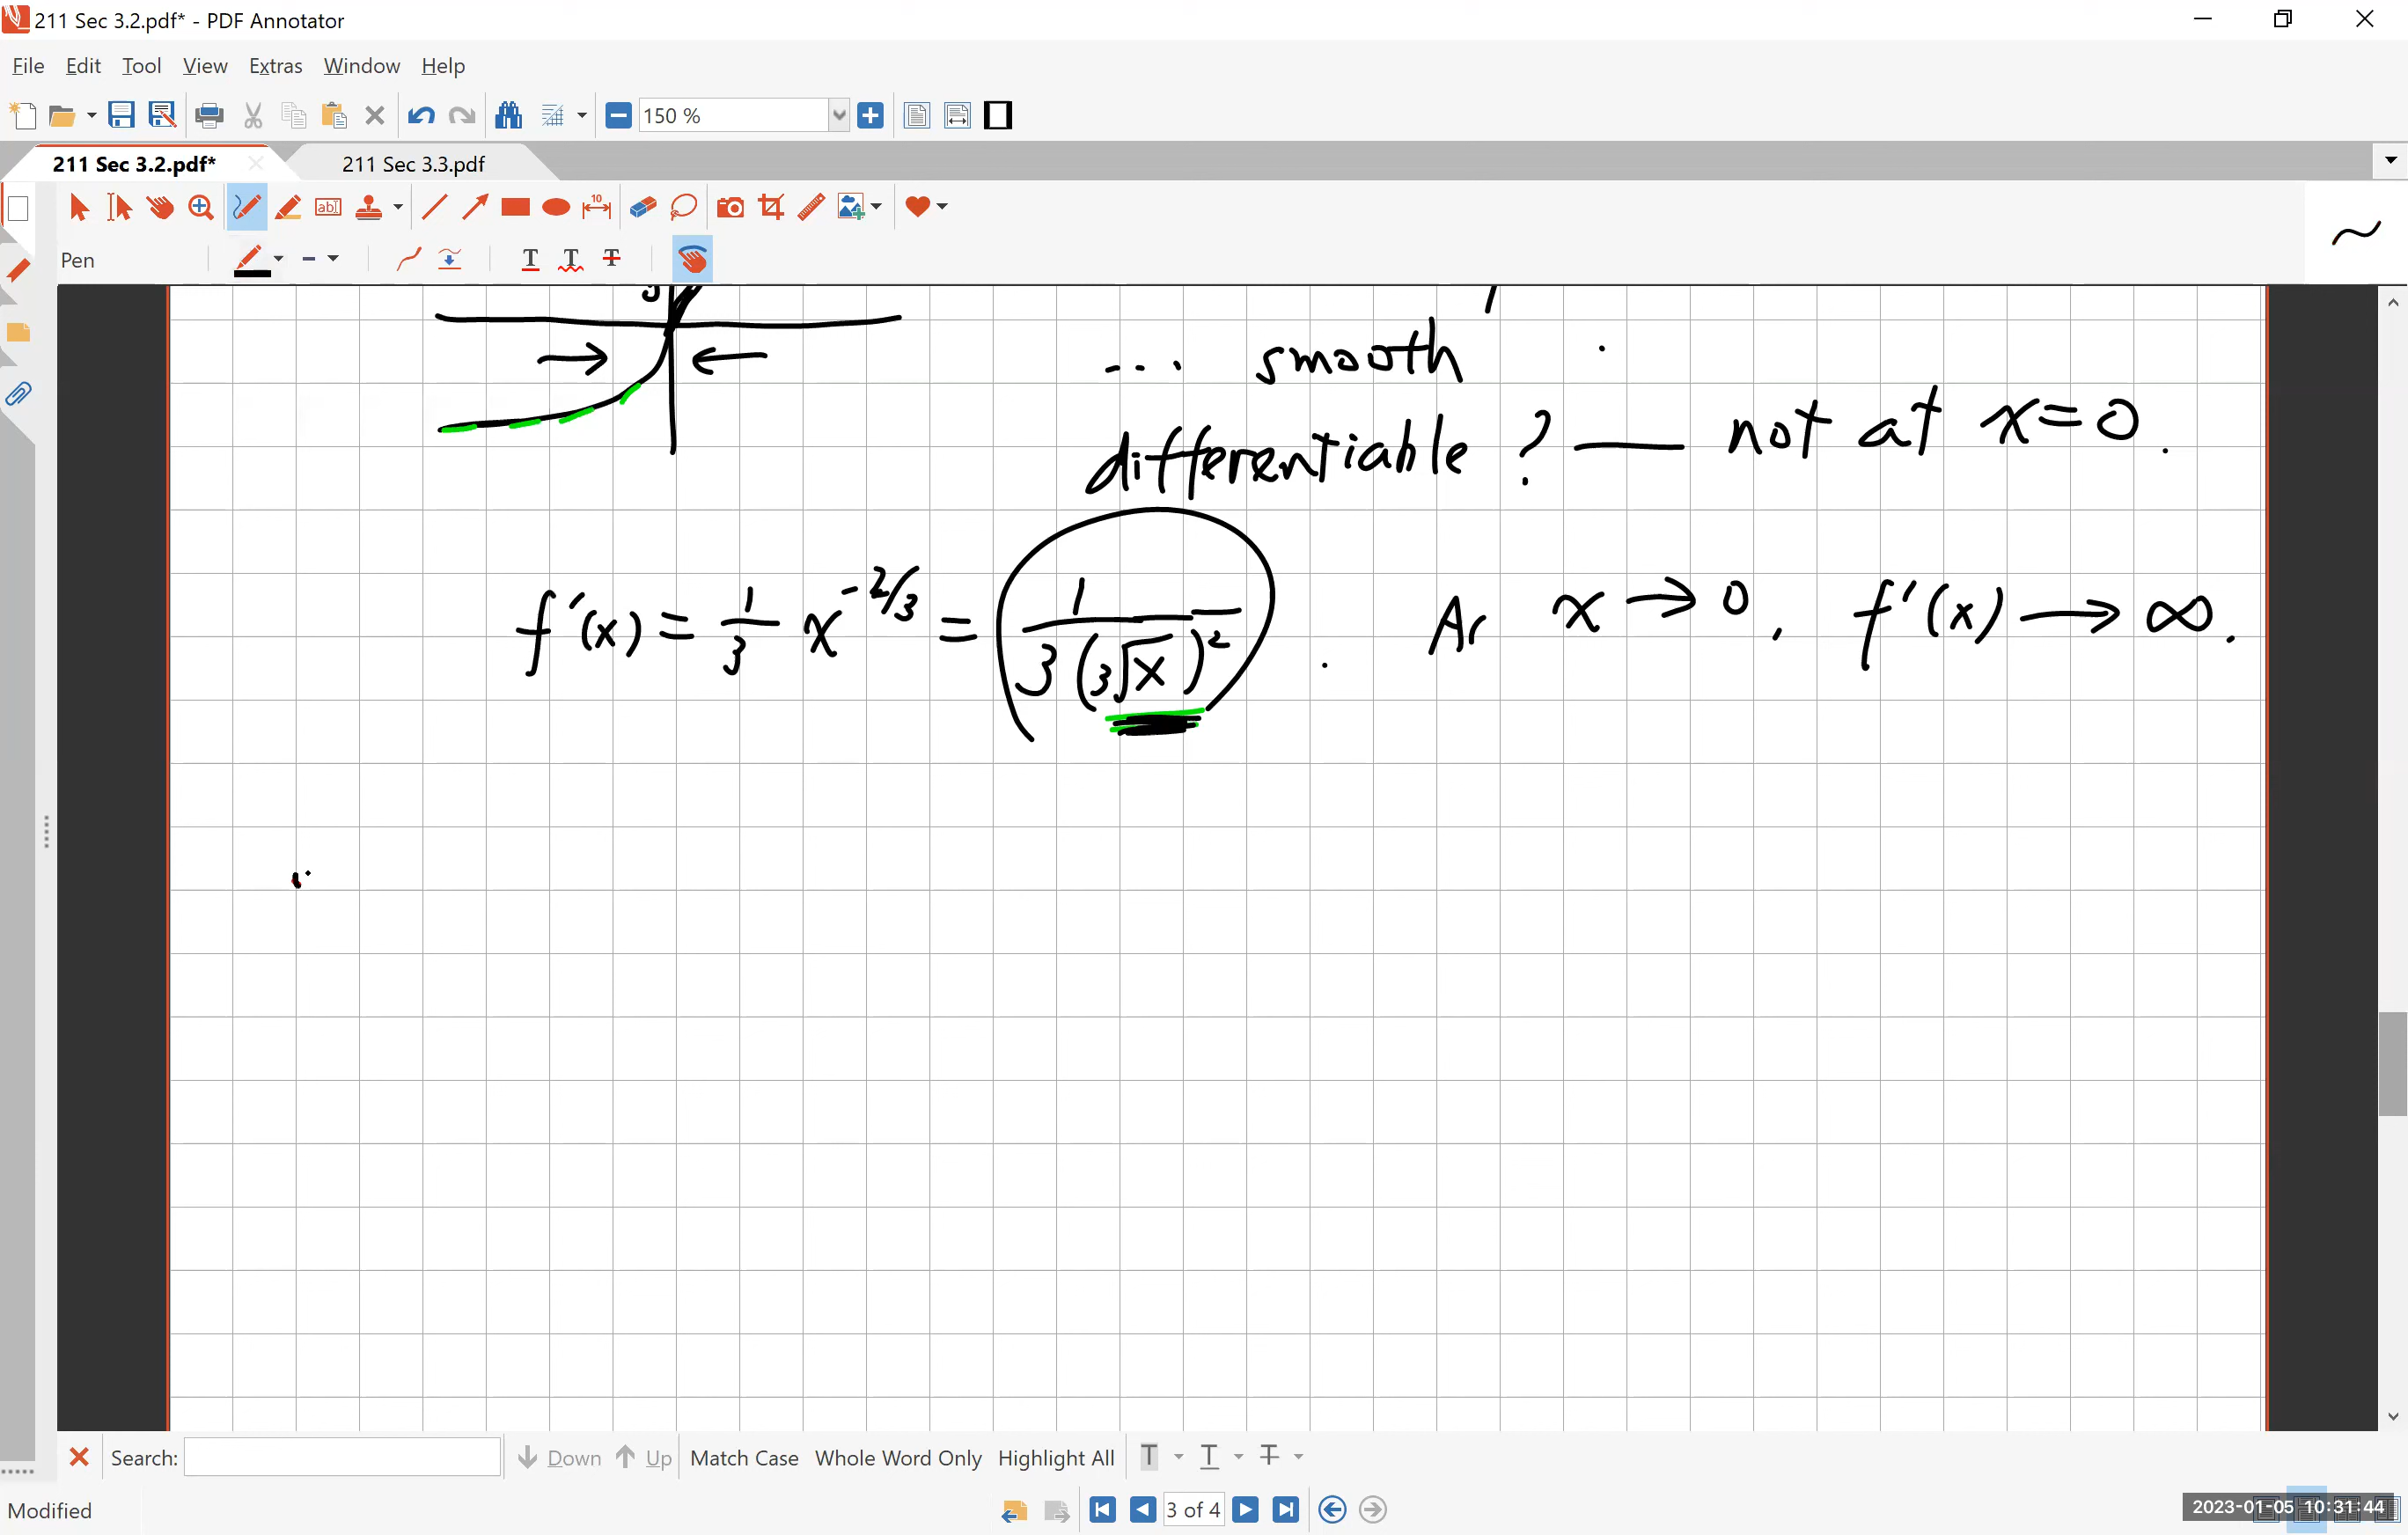 211 Sec 3.2.pdf* - PDF Annotator
File Edit Tool View Extras Window Help
150 %
211 Sec 3.2.pdf* 211 Sec 3.3.pdf
ab 10
Pen T T T
... smooth
differentiable ? — not at x=0.
f'(x) = 1/3 x^{-2/3} = 1/(3(∛x)²) . As x → 0, f'(x) → ∞.
Search: Down Up Match Case Whole Word Only Highlight All T T T
Modified 3 of 4 2023-01-05 10:31:44